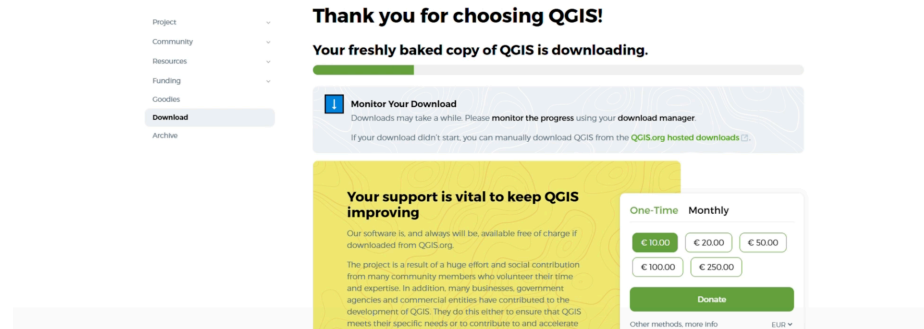 Project
Community
Resources
Funding
Goodies
Download
Archive
Thank you for choosing QGIS!
Your freshly baked copy of QGIS is downloading.
Monitor Your Download
Downloads may take a while. Please monitor the progress using your download manager.
If your download didn't start, you can manually download QGIS from the QGIS.org hosted downloads.
Your support is vital to keep QGIS
improving
Our software is, and always will be, available free of charge if
downloaded from QGIS.org.
The project is a result of a huge effort and social contribution
from many community members who volunteer their time
and expertise. In addition, many businesses, government
agencies and commercial entities have contributed to the
development of QGIS. They do this either to ensure that QGIS
meets their specific needs or to contribute to and accelerate
One-Time Monthly
€ 10.00 € 20.00 € 50.00
€ 100.00 € 250.00
Donate
Other methods, more info EUR